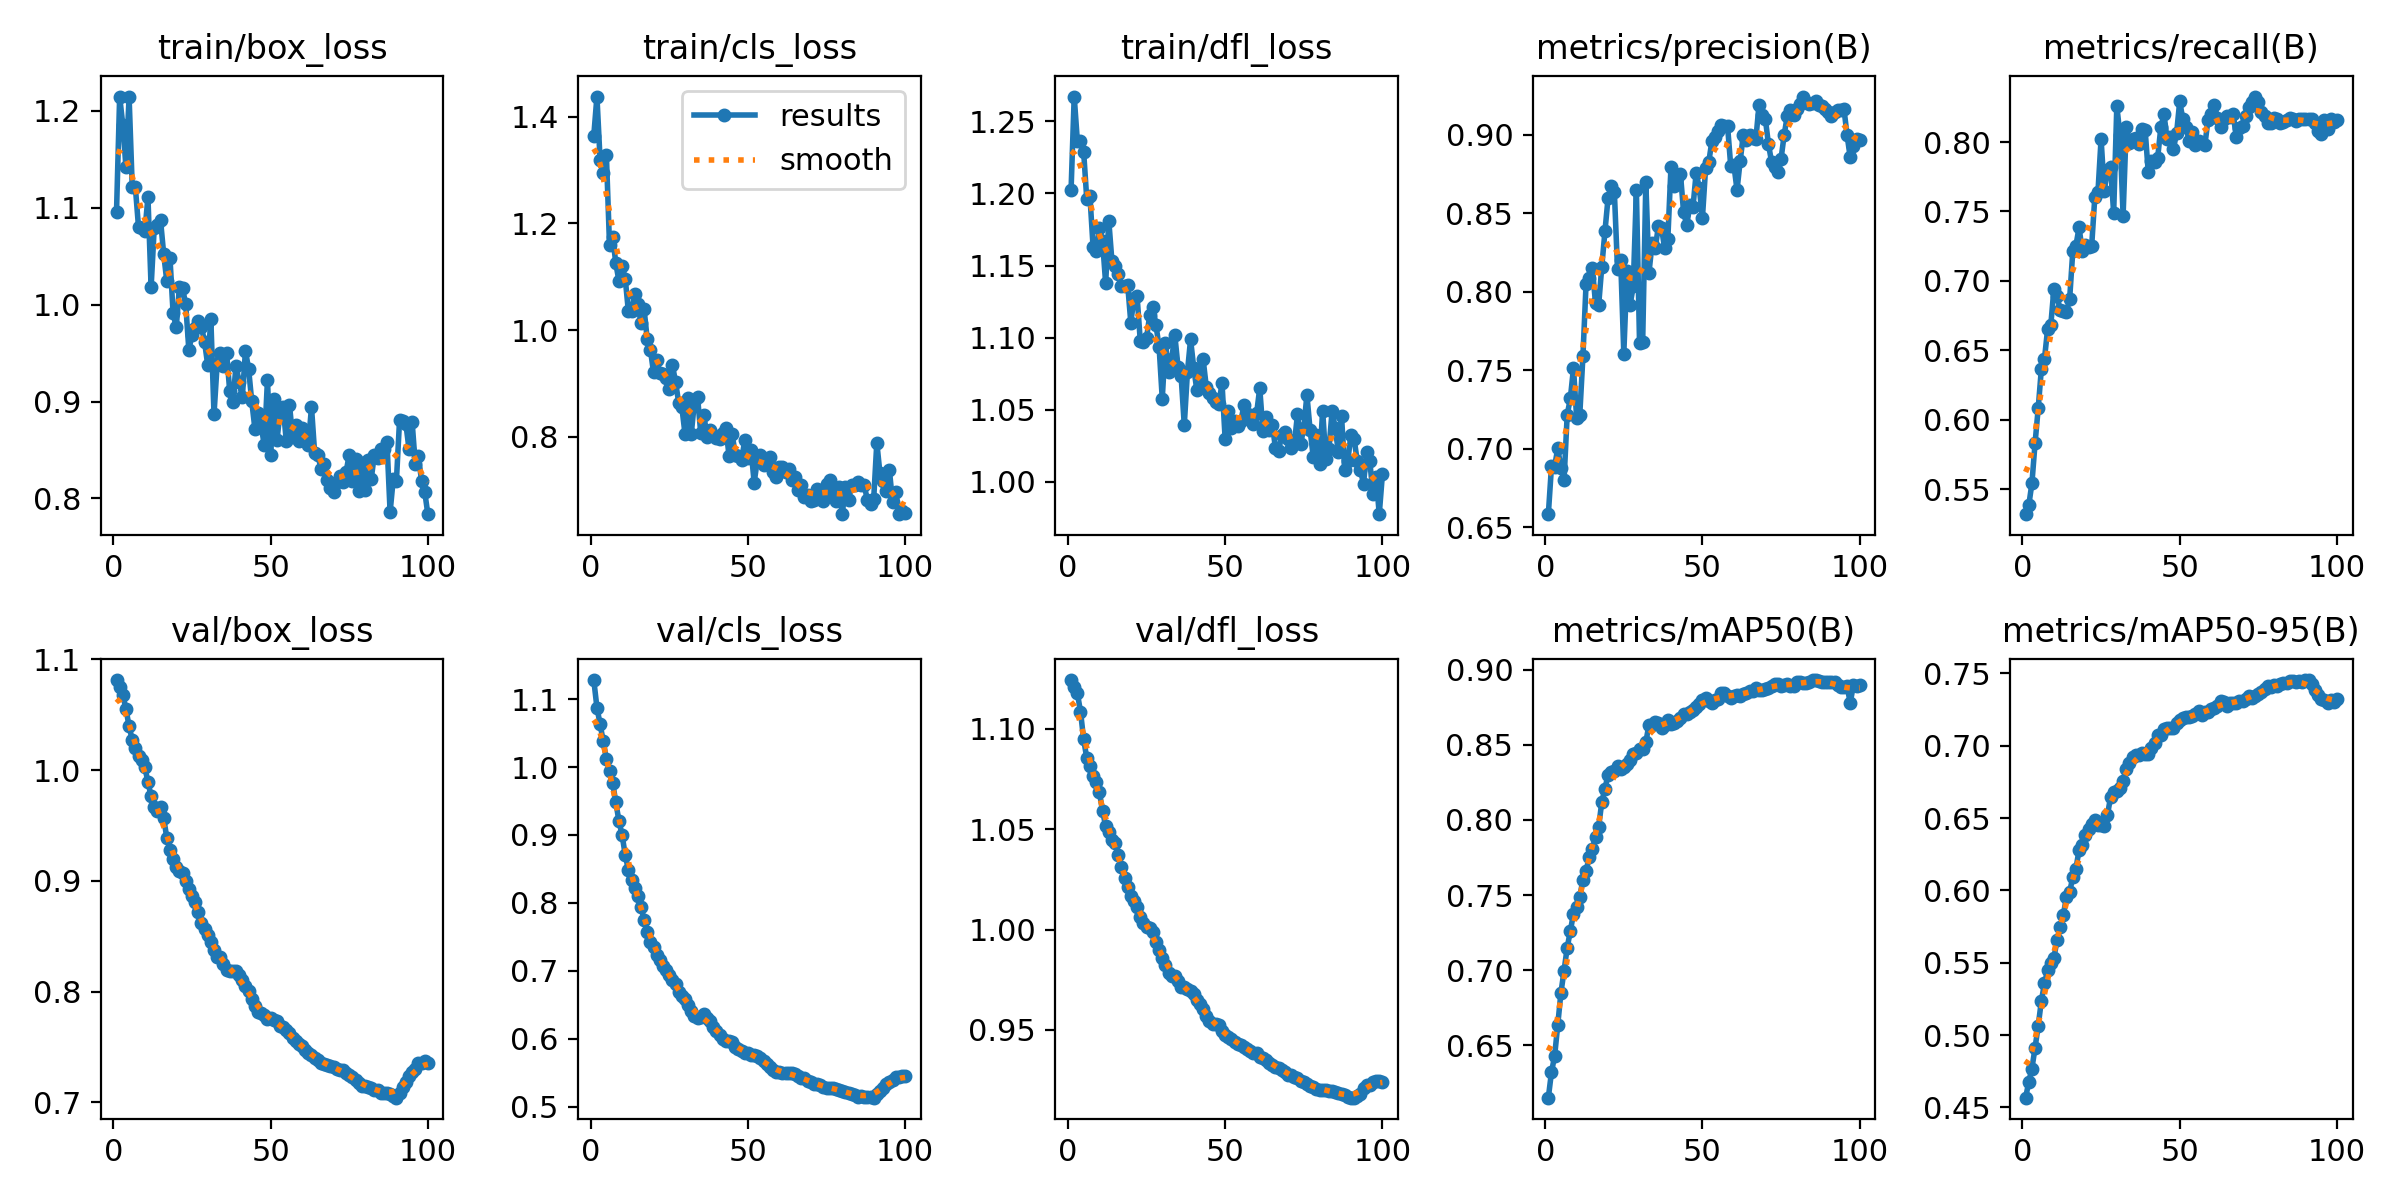 train/box_loss
train/cls_loss
train/dfl_loss
metrics/precision(B)
metrics/recall(B)
1.2
1.1
1.0
0.9
0.8
0 50 100
1.4
1.2
1.0
0.8
results
smooth
0 50 100
1.25
1.20
1.15
1.10
1.05
1.00
0 50 100
0.90
0.85
0.80
0.75
0.70
0.65
0 50 100
0.80
0.75
0.70
0.65
0.60
0.55
0 50 100
val/box_loss
val/cls_loss
val/dfl_loss
metrics/mAP50(B)
metrics/mAP50-95(B)
1.1
1.0
0.9
0.8
0.7
0 50 100
1.1
1.0
0.9
0.8
0.7
0.6
0.5
0 50 100
1.10
1.05
1.00
0.95
0 50 100
0.90
0.85
0.80
0.75
0.70
0.65
0 50 100
0.75
0.70
0.65
0.60
0.55
0.50
0.45
0 50 100